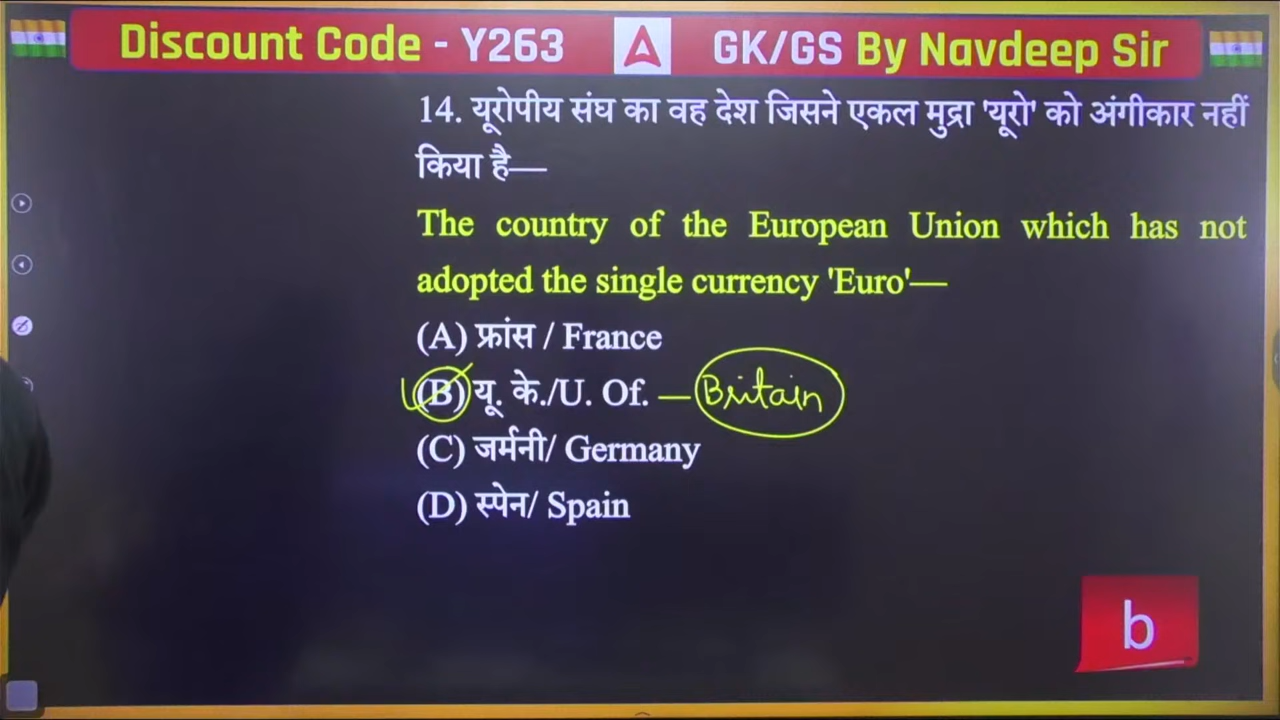 Discount Code - Y263 GK/GS By Navdeep Sir
14. यूरोपीय संघ का वह देश जिसने एकल मुद्रा 'यूरो' को अंगीकार नहीं
किया है—
The country of the European Union which has not
adopted the single currency 'Euro'—
(A) फ्रांस / France
(B) यू. के./U. Of. — Britain
(C) जर्मनी/ Germany
(D) स्पेन/ Spain
b